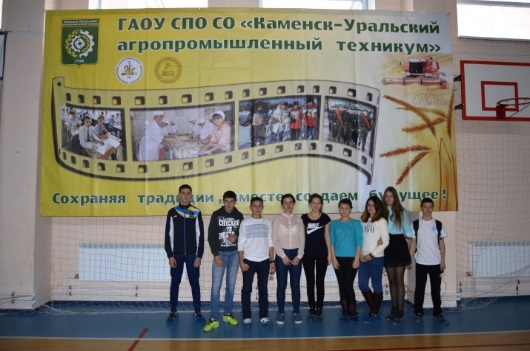 ГАОУ СПО СО «Каменск-Уральский
агропромышленный техникум»
Сохраняя традиции, вместе создаем будущее!